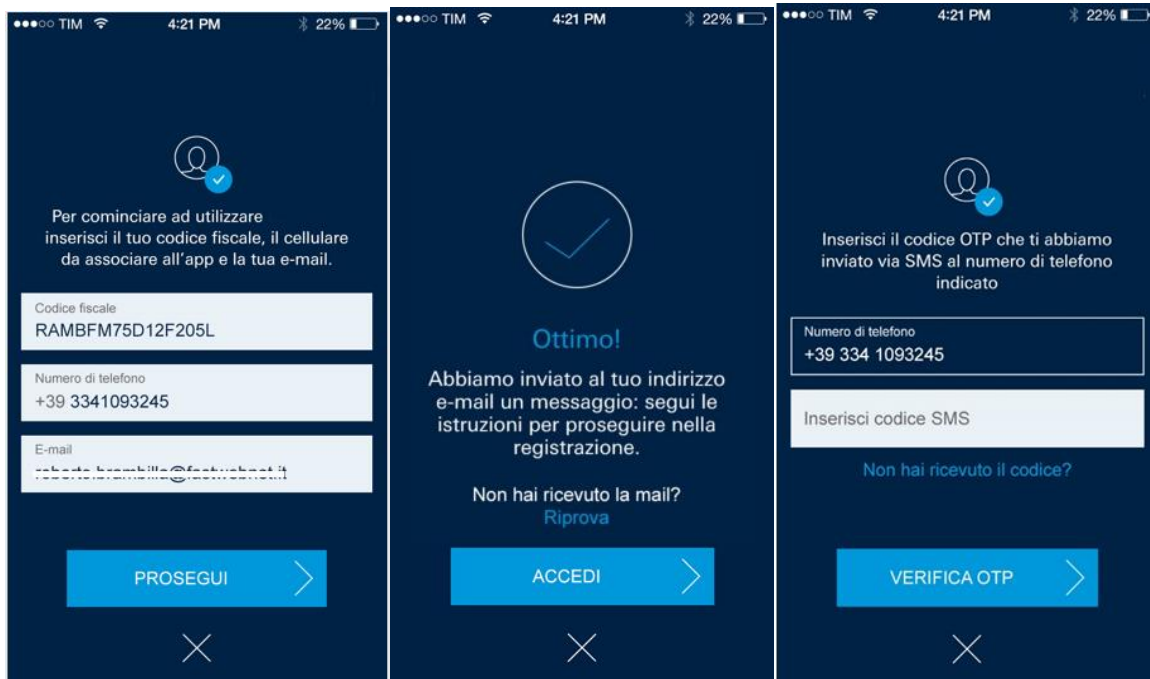 TIM 4:21 PM 22%
Per cominciare ad utilizzare
inserisci il tuo codice fiscale, il cellulare
da associare all'app e la tua e-mail.
Codice fiscale
RAMBFM75D12F205L
Numero di telefono
+39 3341093245
E-mail
PROSEGUI
TIM 4:21 PM 22%
Ottimo!
Abbiamo inviato al tuo indirizzo
e-mail un messaggio: segui le
istruzioni per proseguire nella
registrazione.
Non hai ricevuto la mail?
Riprova
ACCEDI
TIM 4:21 PM 22%
Inserisci il codice OTP che ti abbiamo
inviato via SMS al numero di telefono
indicato
Numero di telefono
+39 334 1093245
Inserisci codice SMS
Non hai ricevuto il codice?
VERIFICA OTP